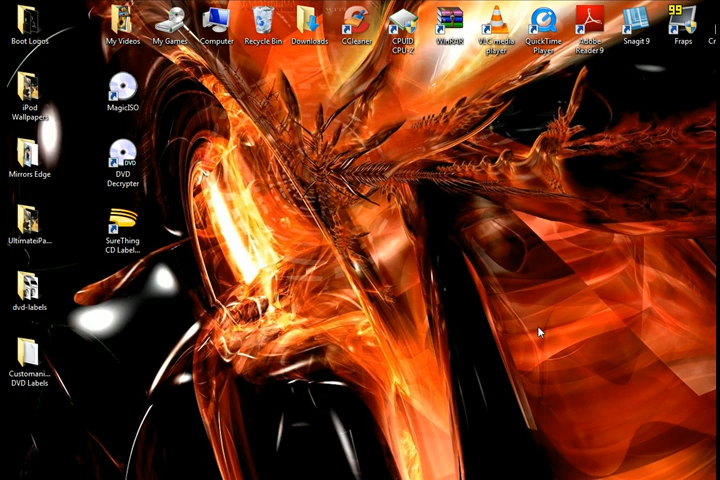 Boot Logos
My Videos
My Games
Computer
Recycle Bin
Downloads
CCleaner
CPUID
CPU-Z
WinRAR
VLC media
player
QuickTime
Player
Adobe
Reader 9
Snagit 9
99
Fraps
iPod
Wallpapers
MagicISO
Mirrors Edge
DVD
DVD
Decrypter
UltimateiPa...
SureThing
CD Label...
dvd-labels
Customani...
DVD Labels